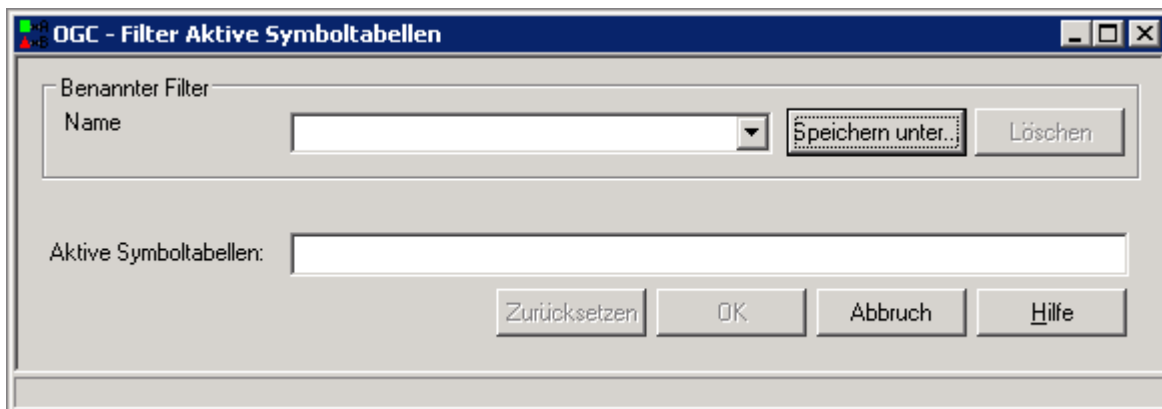 OGC - Filter Aktive Symboltabellen
Benannter Filter
Name
Speichern unter..
Löschen
Aktive Symboltabellen:
Zurücksetzen
OK
Abbruch
Hilfe